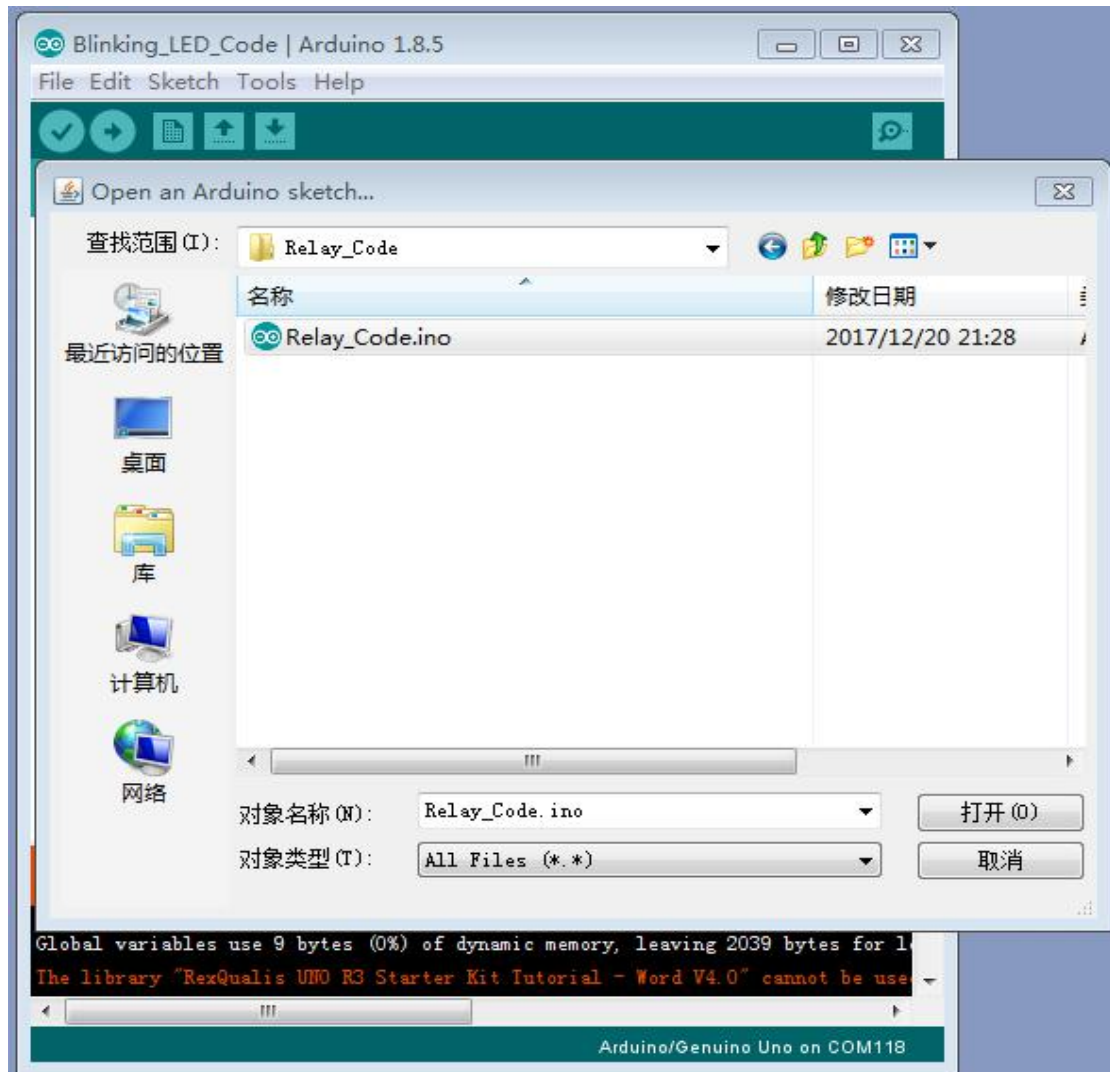 Blinking_LED_Code | Arduino 1.8.5
File Edit Sketch Tools Help
Open an Arduino sketch...
查找范围(I):
Relay_Code
名称
修改日期
Relay_Code.ino
2017/12/20 21:28
最近访问的位置
桌面
库
计算机
网络
对象名称(N):
Relay_Code.ino
打开(O)
对象类型(T):
All Files (*.*)
取消
Global variables use 9 bytes (0%) of dynamic memory, leaving 2039 bytes for
The library "RexQualis UNO R3 Starter Kit Tutorial - Word V4.0" cannot be
Arduino/Genuino Uno on COM118